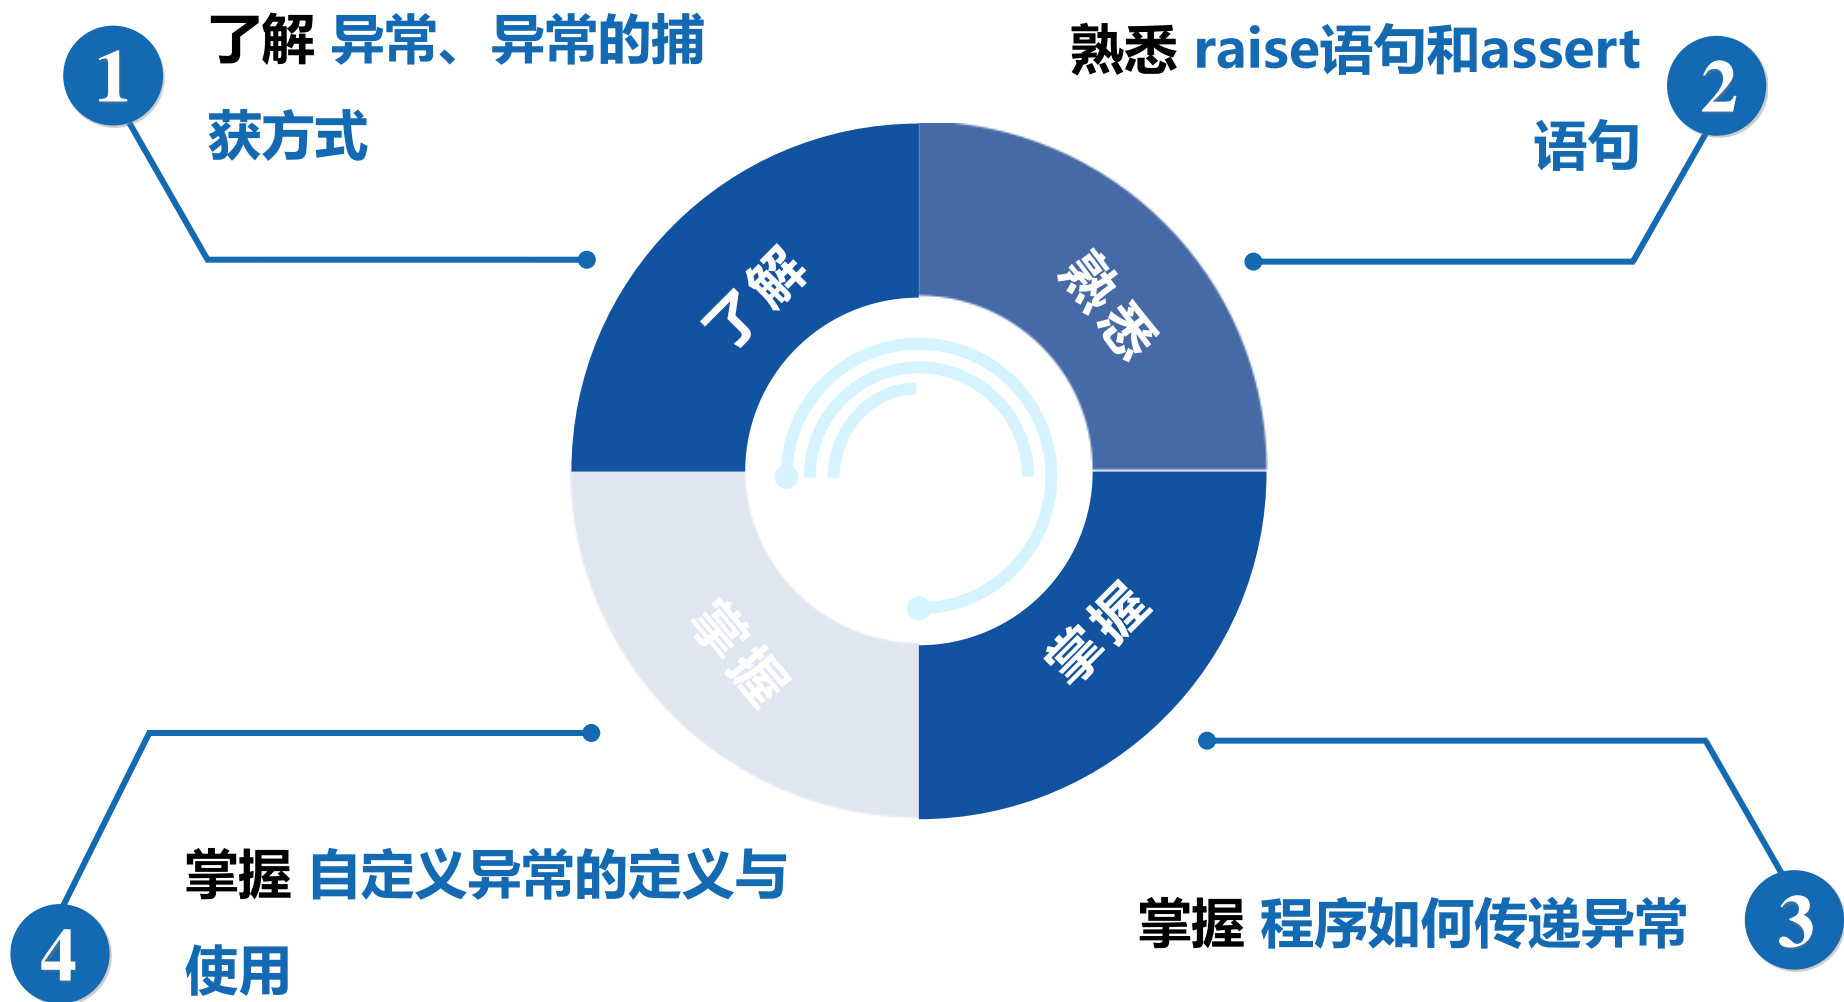 1
了解 异常、异常的捕
获方式
熟悉 raise语句和assert
语句
2
了解
熟悉
掌握
掌握
4
掌握 自定义异常的定义与
使用
掌握 程序如何传递异常
3